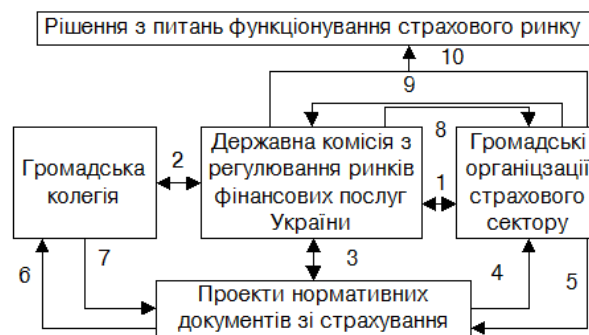 Рішення з питань функціонування страхового ринку
10
9
8
Громадська
колегія
2
Державна комісія з
регулювання ринків
фінансових послуг
України
1
Громадські
органіцзації
страхового
сектору
6
7
3
4
5
Проекти нормативних
документів зі страхування